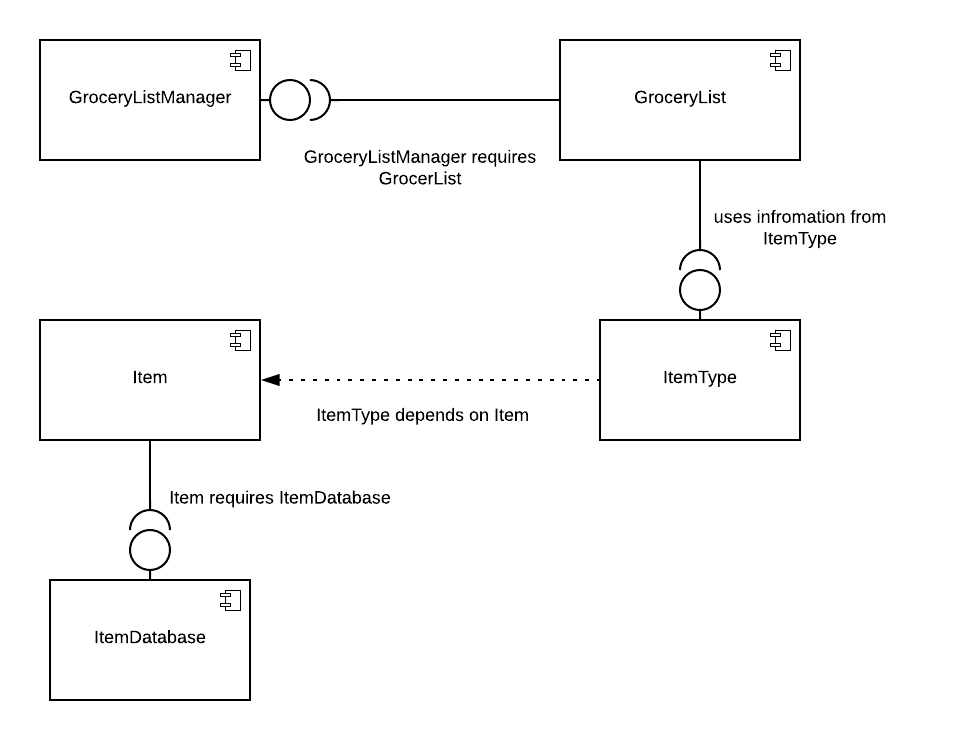 GroceryListManager
GroceryList
GroceryListManager requires
GrocerList
uses infromation from
ItemType
Item
ItemType
ItemType depends on Item
Item requires ItemDatabase
ItemDatabase